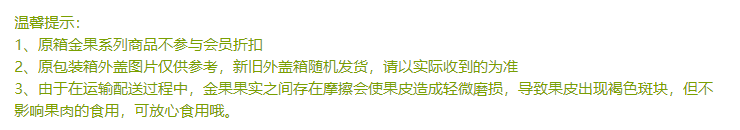 温馨提示：
1、原箱金果系列商品不参与会员折扣
2、原包装箱外盖图片仅供参考，新旧外盖箱随机发货，请以实际收到的为准
3、由于在运输配送过程中，金果果实之间存在摩擦会使果皮造成轻微磨损，导致果皮出现褐色斑块，但不
影响果肉的食用，可放心食用哦。